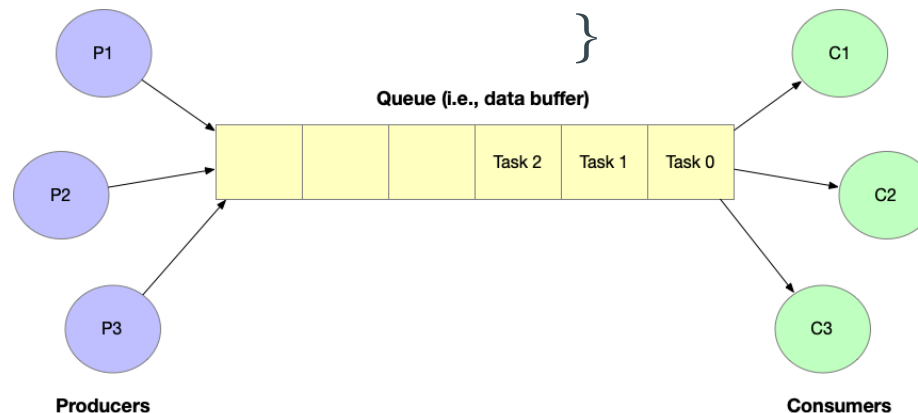 }
P1
C1
Queue (i.e., data buffer)
Task 2 Task 1 Task 0
P2
C2
P3
C3
Producers
Consumers